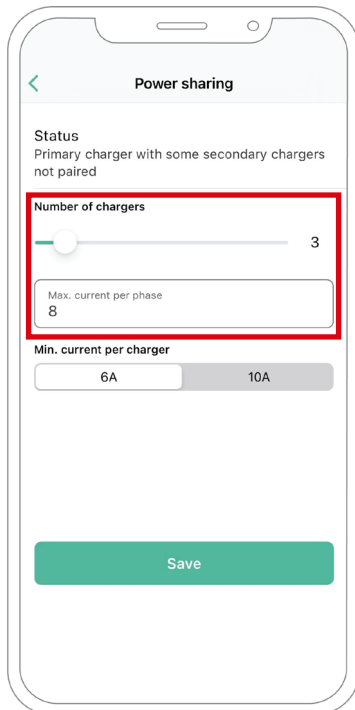 Power sharing
Status
Primary charger with some secondary chargers
not paired
Number of chargers
3
Max. current per phase
8
Min. current per charger
6A
10A
Save